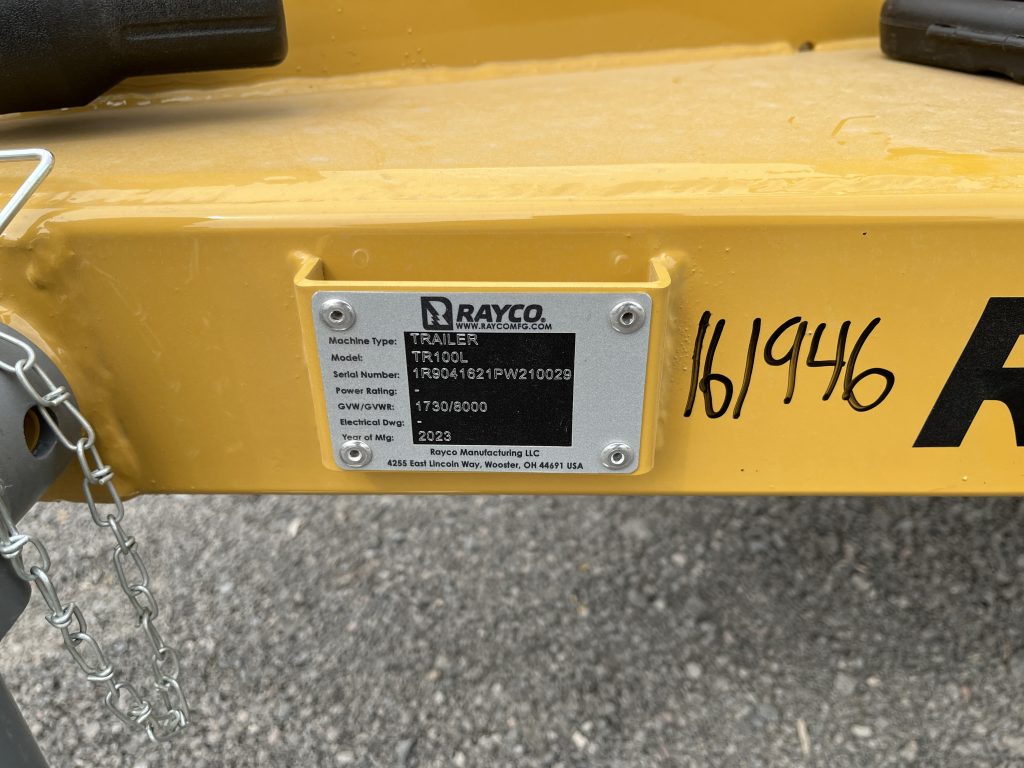 RAYCO.
WWW.RAYCOMFG.COM
Machine Type: TRAILER
Model: TR100L
Serial Number: 1R9041621PW210029
Power Rating: -
GVW/GVWR: 1730/8000
Electrical Dwg: -
Year of Mfg: 2023
Rayco Manufacturing LLC
4255 East Lincoln Way, Wooster, OH 44691 USA
161946
R